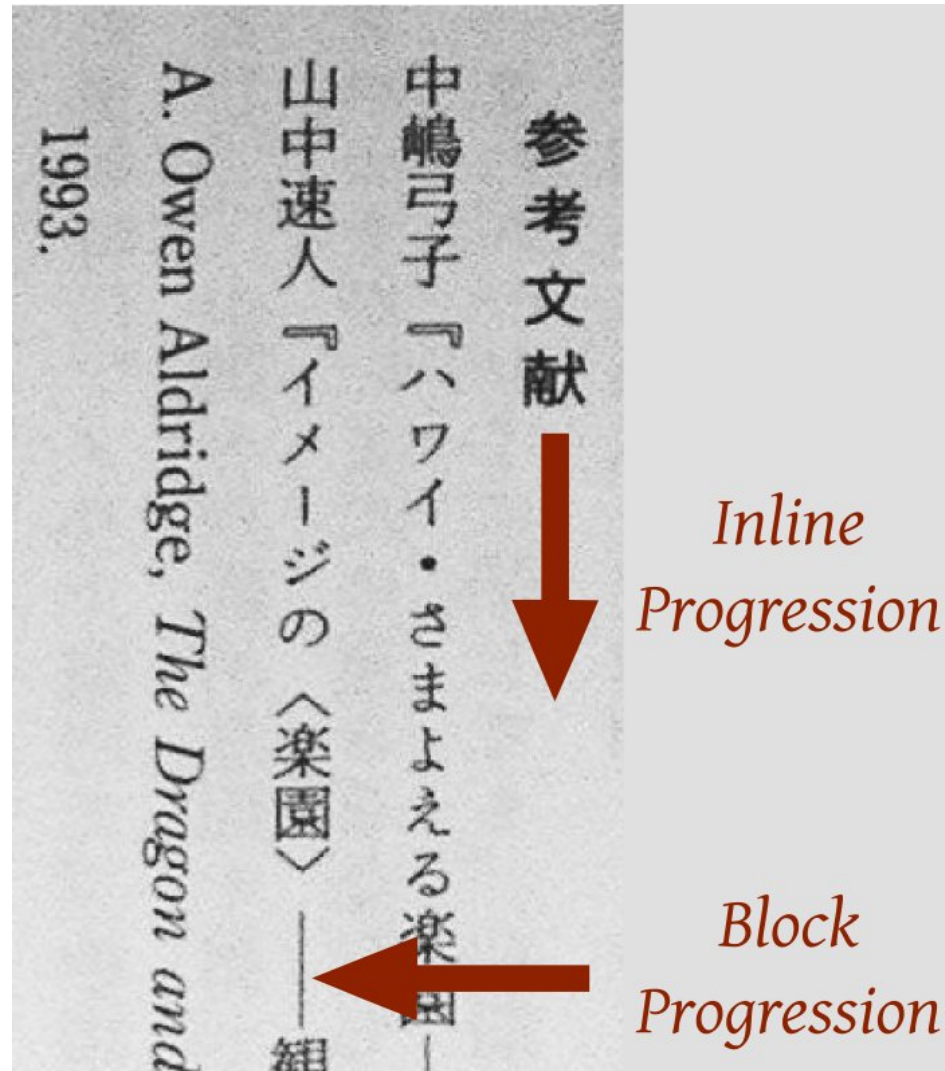 参考文献
中嶋弓子『ハワイ・さまよえる楽園—
山中速人『イメージの〈楽園〉——観
A. Owen Aldridge, The Dragon and
1993.
Inline
Progression
Block
Progression